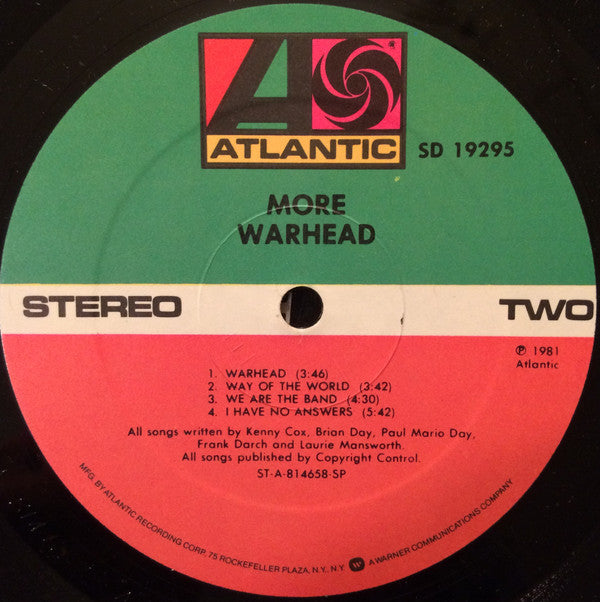 ATLANTIC
SD 19295
MORE
WARHEAD
STEREO
TWO
℗ 1981
Atlantic
1. WARHEAD (3:46)
2. WAY OF THE WORLD (3:42)
3. WE ARE THE BAND (4:30)
4. I HAVE NO ANSWERS (5:42)
All songs written by Kenny Cox, Brian Day, Paul Mario Day,
Frank Darch and Laurie Mansworth.
All songs published by Copyright Control.
ST-A-814658-SP
MFG. BY ATLANTIC RECORDING CORP., 75 ROCKEFELLER PLAZA, N.Y., N.Y. W A WARNER COMMUNICATIONS COMPANY